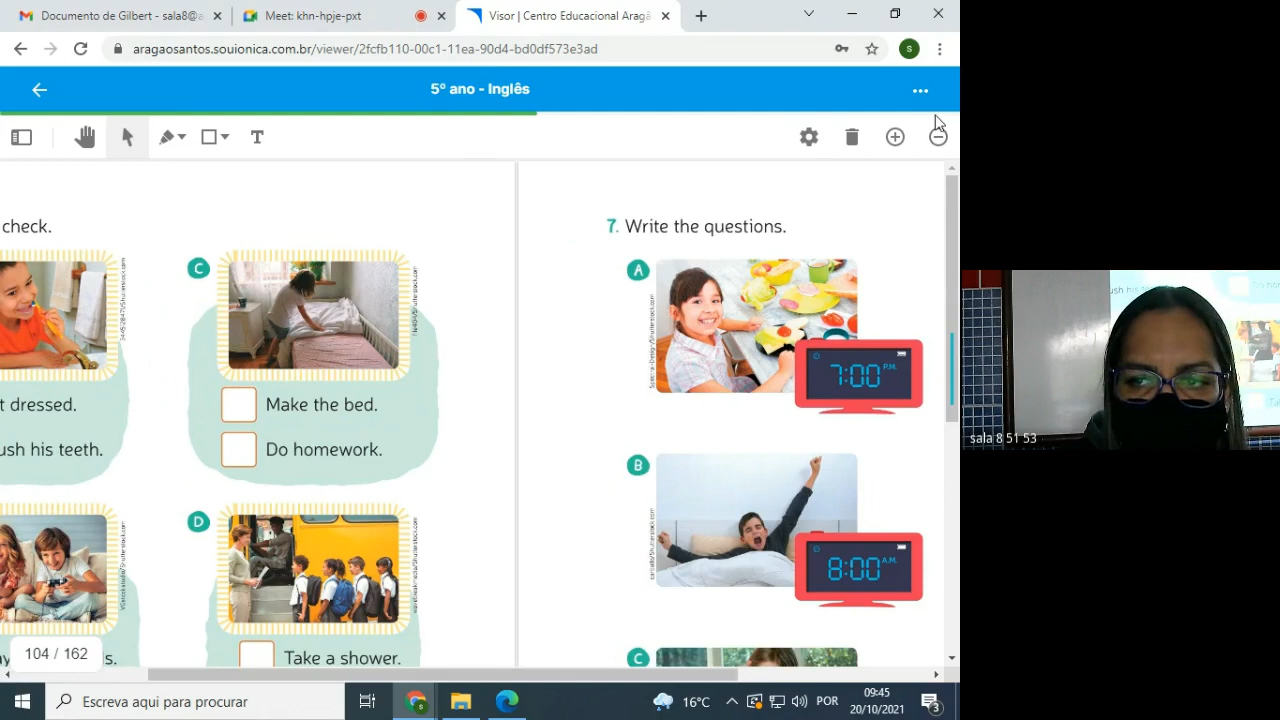 Documento de Gilbert - sala8@a
Meet: khn-hpje-pxt
Visor | Centro Educacional Aragã
aragaosantos.souionica.com.br/viewer/2fcfb110-00c1-11ea-90d4-bd0df573e3ad
S
5º ano - Inglês
T
check.
C
Make the bed.
Do homework.
t dressed.
ush his teeth.
D
Take a shower.
s.
104 / 162
7. Write the questions.
A
7:00 P.M.
B
8:00 A.M.
C
sala 8 51 53
Escreva aqui para procurar
16°C
POR
09:45
20/10/2021
3